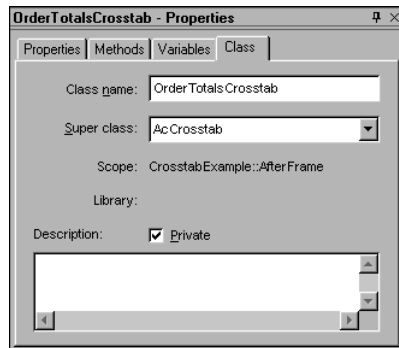 OrderTotalsCrosstab - Properties
Properties Methods Variables Class
Class name: OrderTotalsCrosstab
Super class: AcCrosstab
Scope: CrosstabExample::AfterFrame
Library:
Description: Private